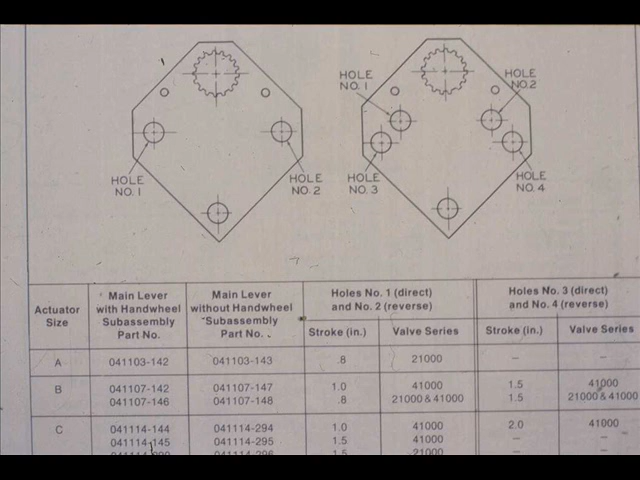 HOLE
NO. 1
HOLE
NO. 2
HOLE
NO. 1
HOLE
NO. 2
HOLE
NO. 3
HOLE
NO. 4
Actuator
Size
Main Lever
with Handwheel
Subassembly
Part No.
Main Lever
without Handwheel
Subassembly
Part No.
Holes No. 1 (direct)
and No. 2 (reverse)
Holes No. 3 (direct)
and No. 4 (reverse)
Stroke (in.) Valve Series Stroke (in.) Valve Series
A 041103-142 041103-143 .8 21000 – –
B 041107-142 041107-147 1.0 41000 1.5 41000
041107-146 041107-148 .8 21000 & 41000 1.5 21000 & 41000
C 041114-144 041114-294 1.0 41000 2.0 41000
041114-145 041114-295 1.5 41000 – –
041114-296 1.5 21000